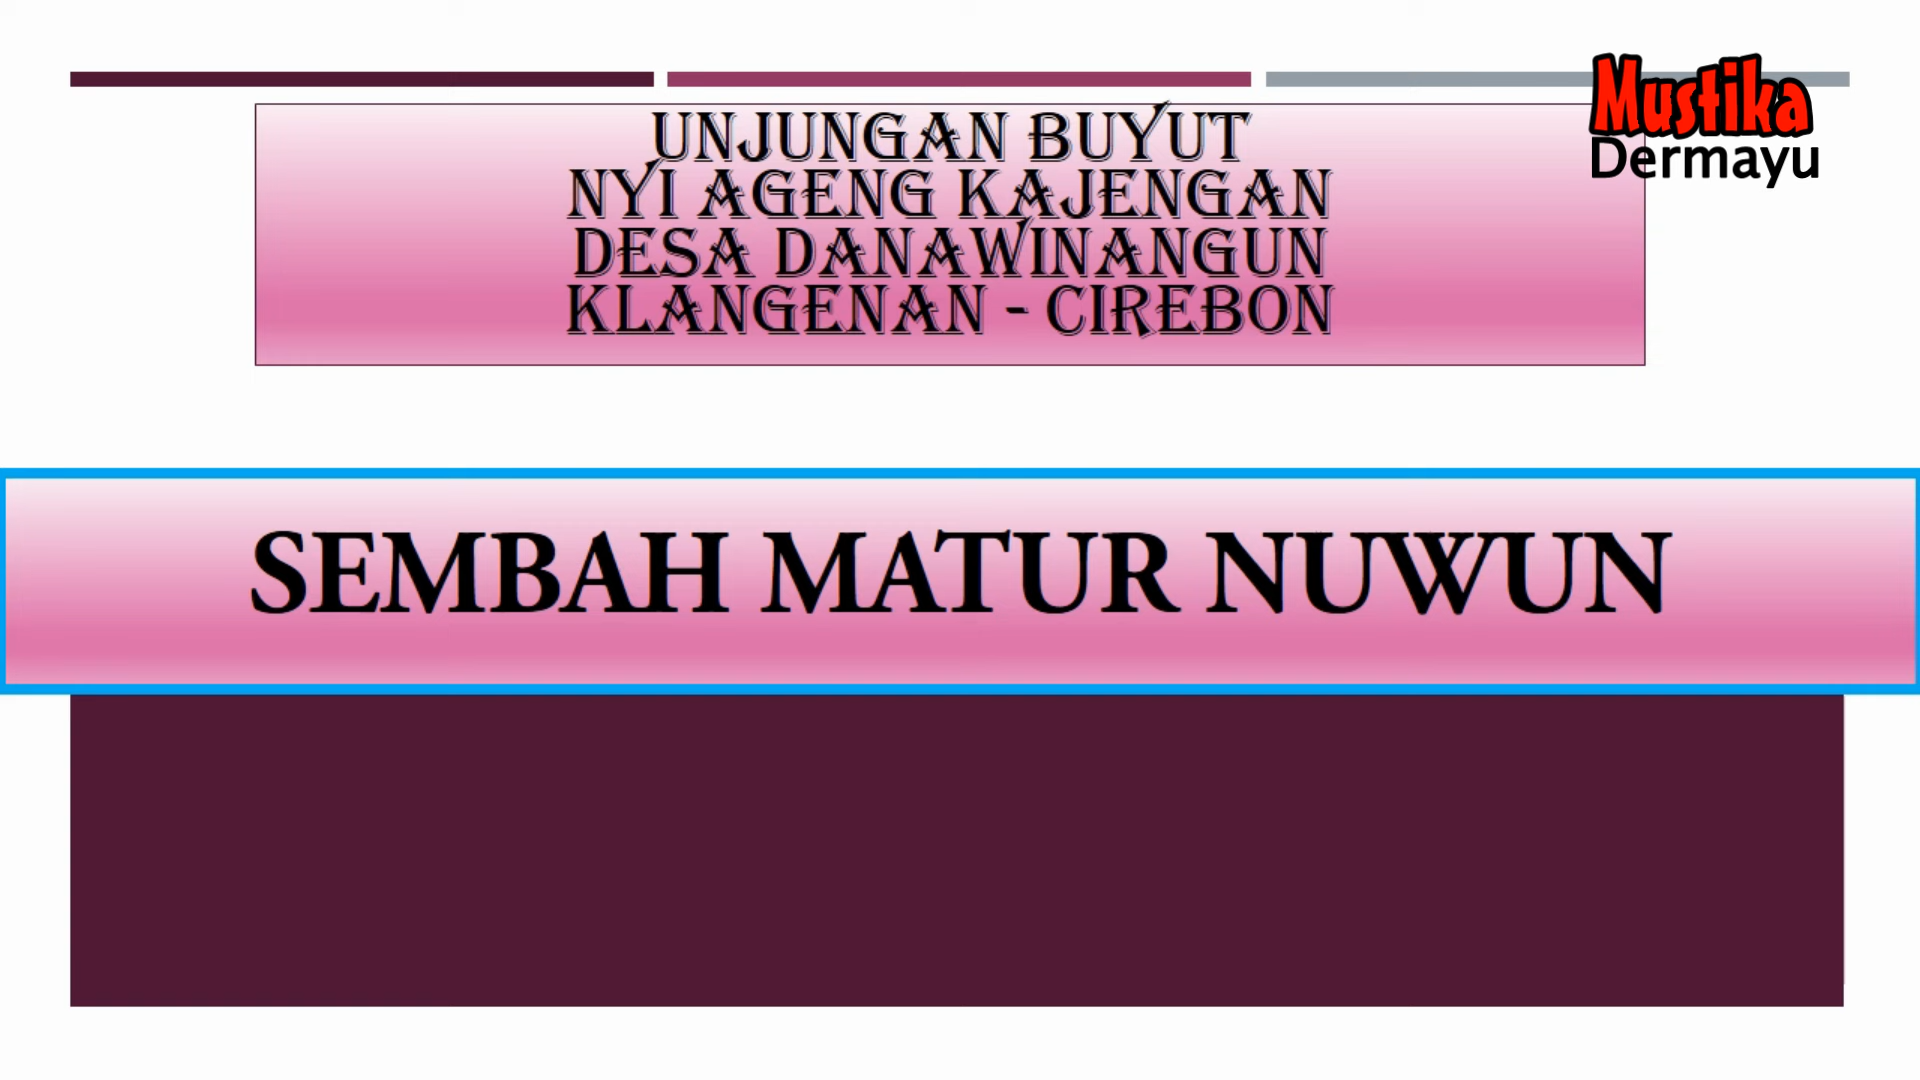 UNJUNGAN BUYUT
NYI AGENG KAJENGAN
DESA DANAWINANGUN
KLANGENAN - CIREBON
Mustika
Dermayu
SEMBAH MATUR NUWUN